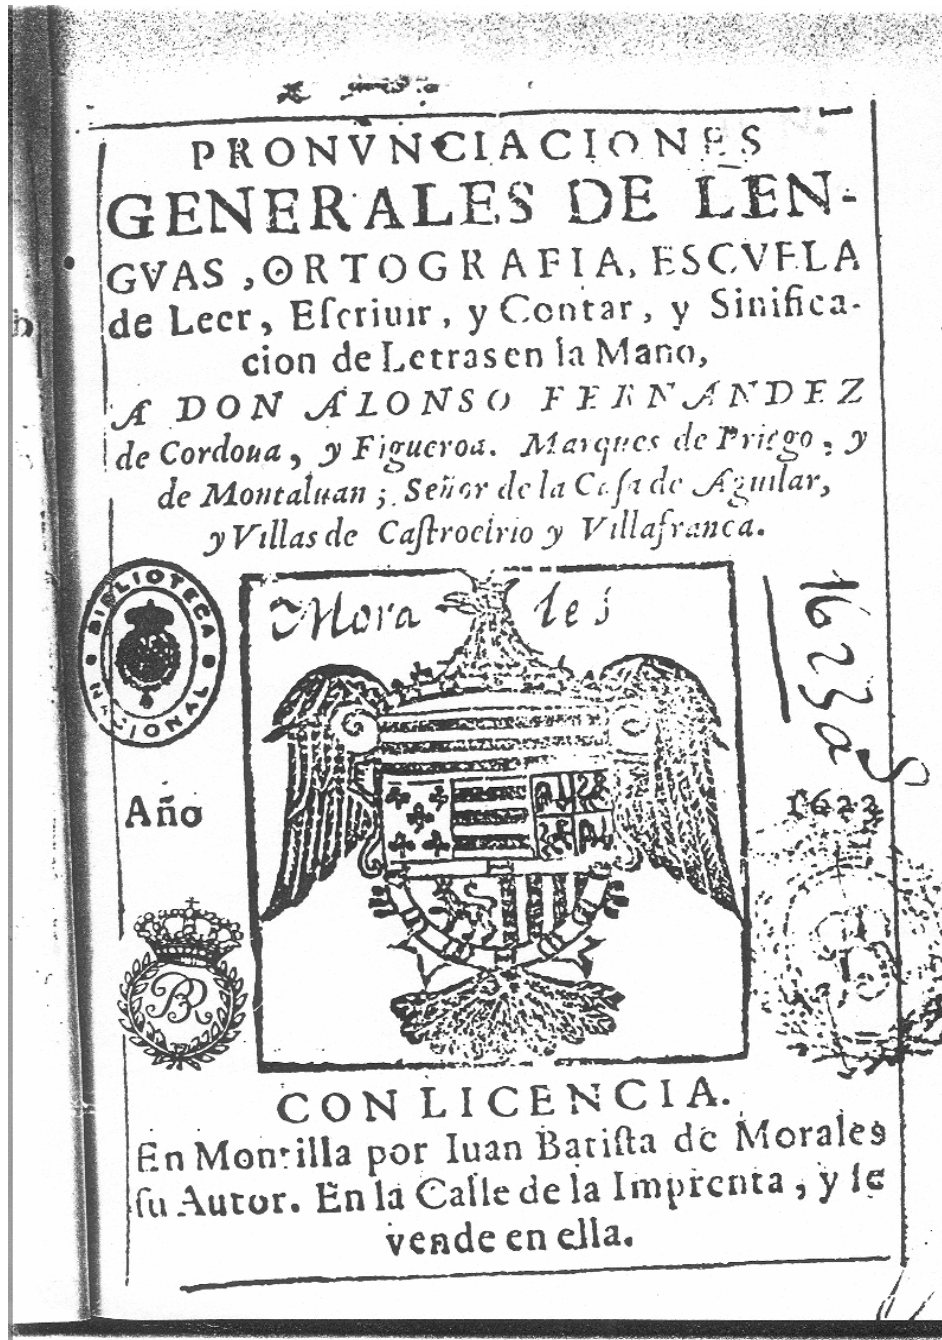 PRONVNCIACIONES
GENERALES DE LEN-
GVAS, ORTOGRAFIA, ESCVELA
de Leer, Eſcriuir, y Contar, y Sinifica-
cion de Letras en la Mano,
A DON ALONSO FERNANDEZ
de Cordoua, y Figueroa. Marques de Priego, y
de Montaluan; Señor de la Caſa de Aguilar,
y Villas de Caſtrocirio y Villafranca.
BIBLIOTECA NACIONAL
Mora les
1623
Año 1623
BR
CON LICENCIA.
En Montilla por Iuan Batiſta de Morales
ſu Autor. En la Calle de la Imprenta, y ſe
vende en ella.